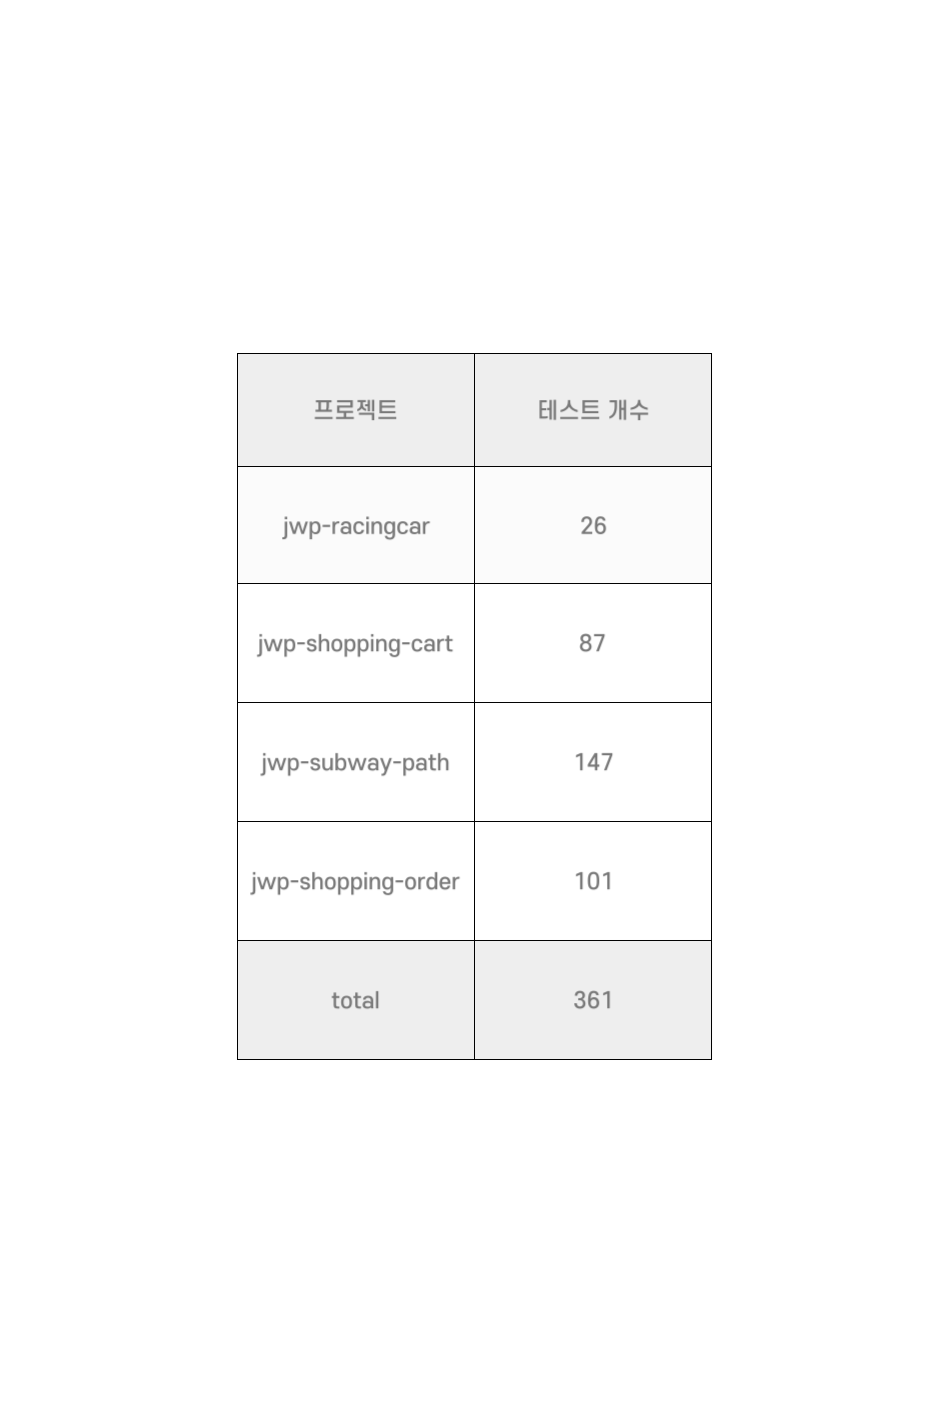 프로젝트 테스트 개수
jwp-racingcar 26
jwp-shopping-cart 87
jwp-subway-path 147
jwp-shopping-order 101
total 361